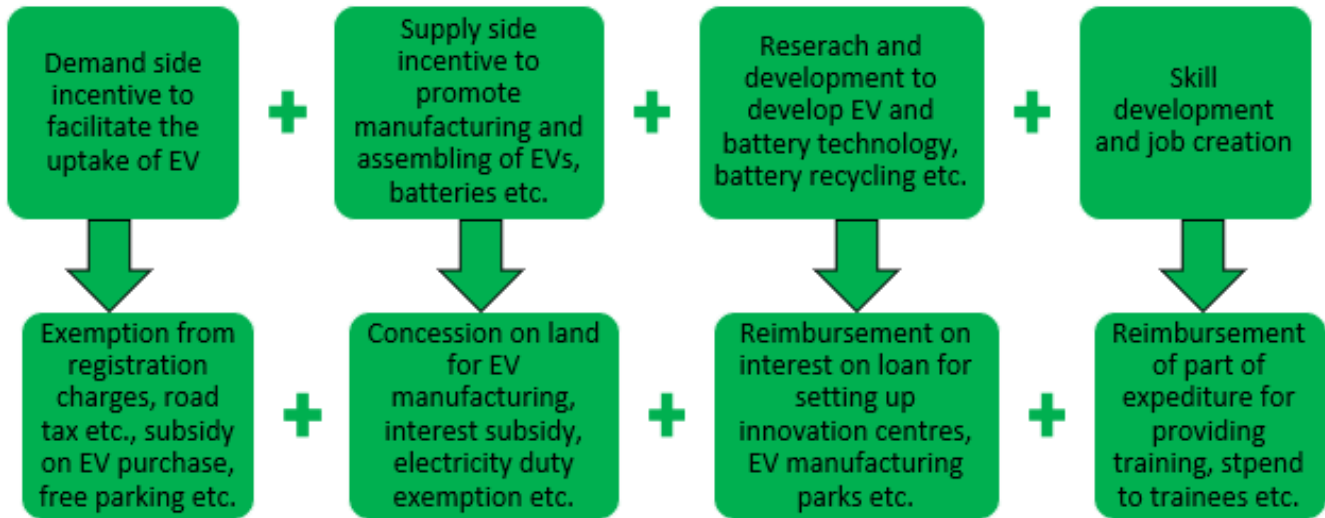 Demand side
incentive to
facilitate the
uptake of EV
Supply side
incentive to
promote
manufacturing and
assembling of EVs,
batteries etc.
Reserach and
development to
develop EV and
battery technology,
battery recycling etc.
Skill
development
and job creation
Exemption from
registration
charges, road
tax etc., subsidy
on EV purchase,
free parking etc.
Concession on land
for EV
manufacturing,
interest subsidy,
electricity duty
exemption etc.
Reimbursement on
interest on loan for
setting up
innovation centres,
EV manufacturing
parks etc.
Reimbursement
of part of
expediture for
providing
training, stpend
to trainees etc.